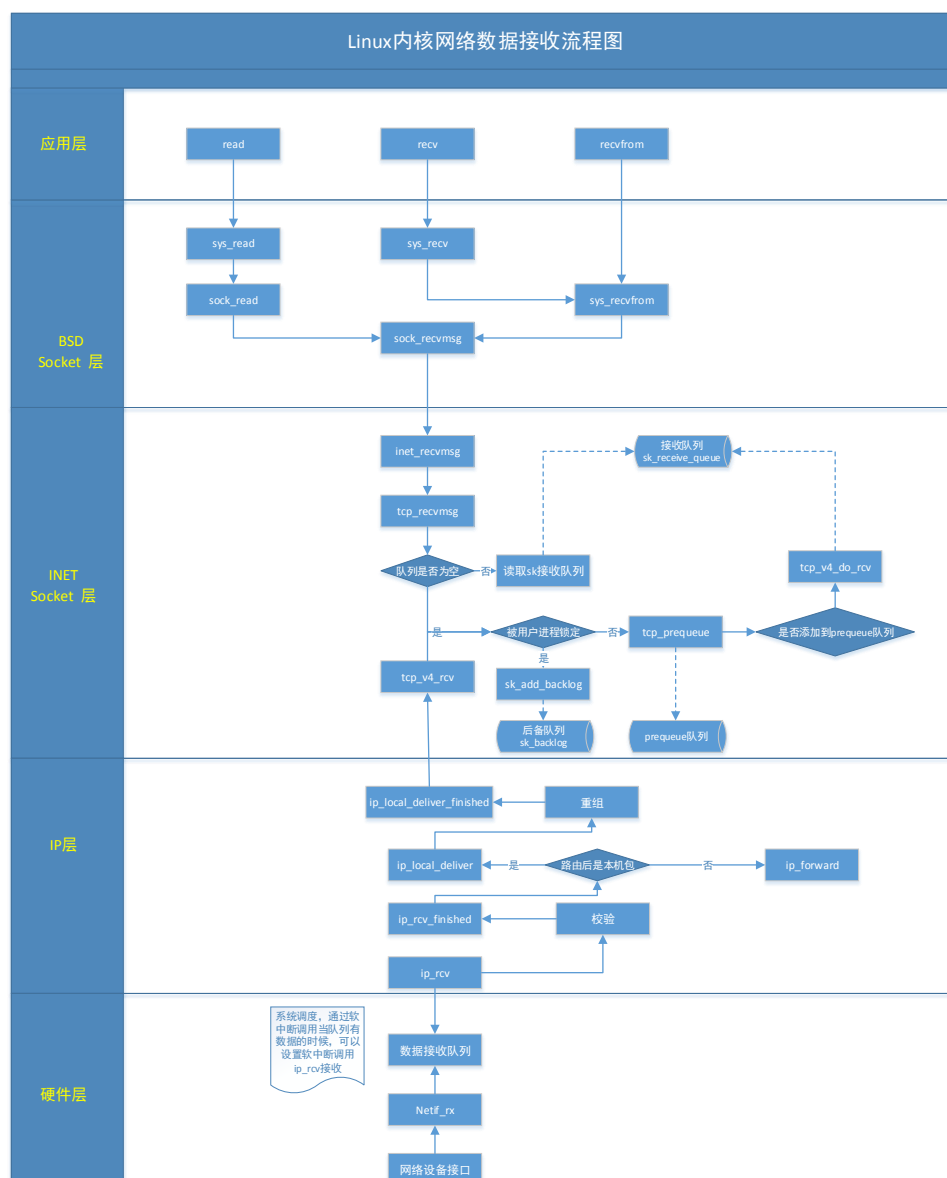 Linux内核网络数据接收流程图
应用层
read
recv
recvfrom
BSD
Socket 层
sys_read
sys_recv
sock_read
sys_recvfrom
sock_recvmsg
INET
Socket 层
inet_recvmsg
接收队列
sk_receive_queue
tcp_recvmsg
队列是否为空
否
读取sk接收队列
tcp_v4_do_rcv
是
被用户进程锁定
否
tcp_prequeue
是否添加到prequeue队列
是
tcp_v4_rcv
sk_add_backlog
后备队列
sk_backlog
prequeue队列
IP层
ip_local_deliver_finished
重组
ip_local_deliver
是
路由后是本机包
否
ip_forward
ip_rcv_finished
校验
ip_rcv
硬件层
系统调度，通过软
中断调用当队列有
数据的时候，可以
设置软中断调用
ip_rcv接收
数据接收队列
Netif_rx
网络设备接口